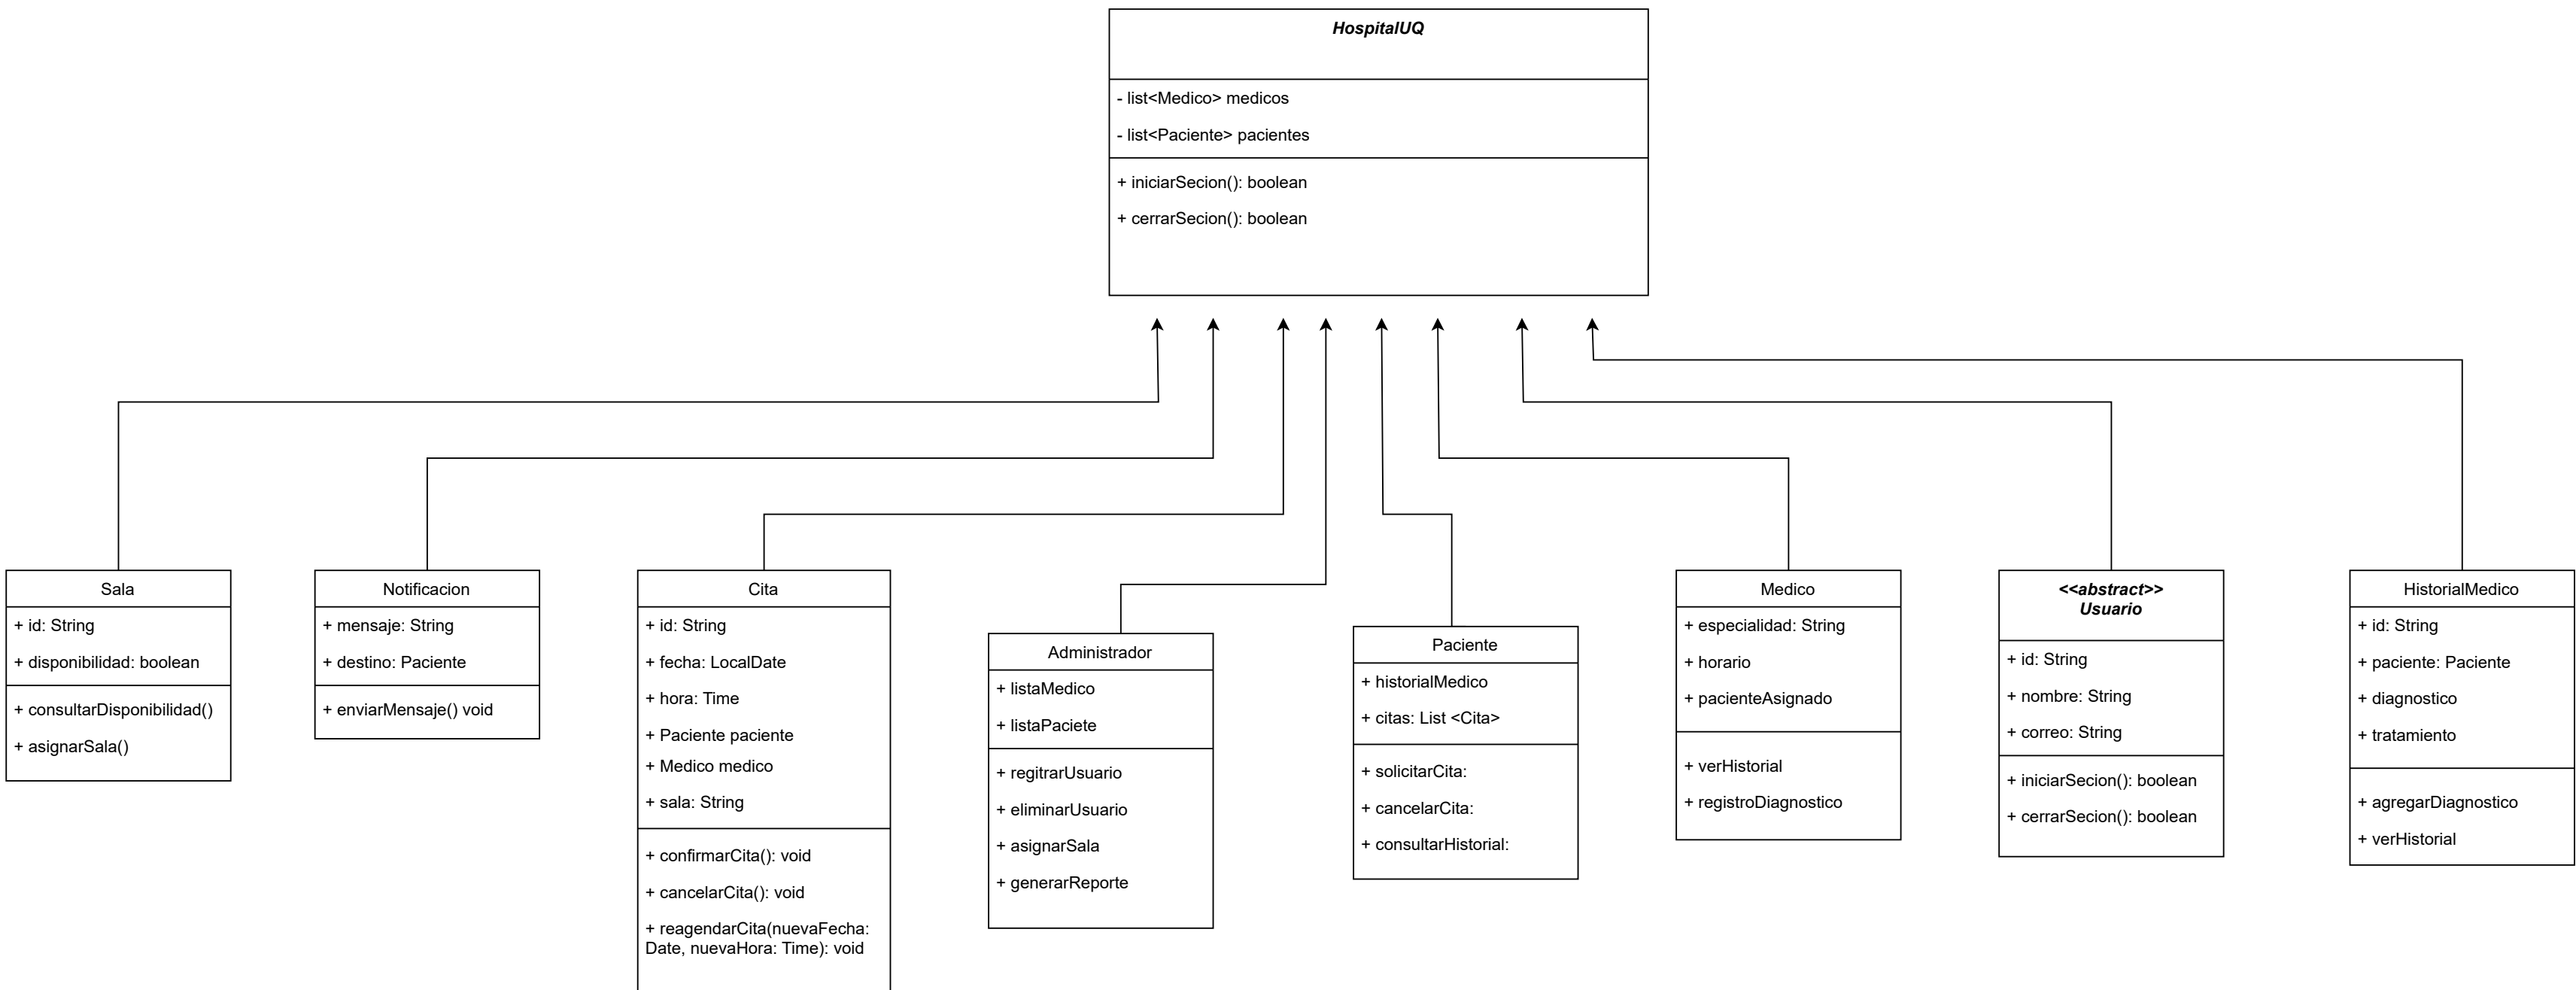 HospitalUQ
- list<Medico> medicos
- list<Paciente> pacientes
+ iniciarSecion(): boolean
+ cerrarSecion(): boolean
Sala
+ id: String
+ disponibilidad: boolean
+ consultarDisponibilidad()
+ asignarSala()
Notificacion
+ mensaje: String
+ destino: Paciente
+ enviarMensaje() void
Cita
+ id: String
+ fecha: LocalDate
+ hora: Time
+ Paciente paciente
+ Medico medico
+ sala: String
+ confirmarCita(): void
+ cancelarCita(): void
+ reagendarCita(nuevaFecha:
Date, nuevaHora: Time): void
Administrador
+ listaMedico
+ listaPaciete
+ regitrarUsuario
+ eliminarUsuario
+ asignarSala
+ generarReporte
Paciente
+ historialMedico
+ citas: List <Cita>
+ solicitarCita:
+ cancelarCita:
+ consultarHistorial:
Medico
+ especialidad: String
+ horario
+ pacienteAsignado
+ verHistorial
+ registroDiagnostico
<<abstract>>
Usuario
+ id: String
+ nombre: String
+ correo: String
+ iniciarSecion(): boolean
+ cerrarSecion(): boolean
HistorialMedico
+ id: String
+ paciente: Paciente
+ diagnostico
+ tratamiento
+ agregarDiagnostico
+ verHistorial